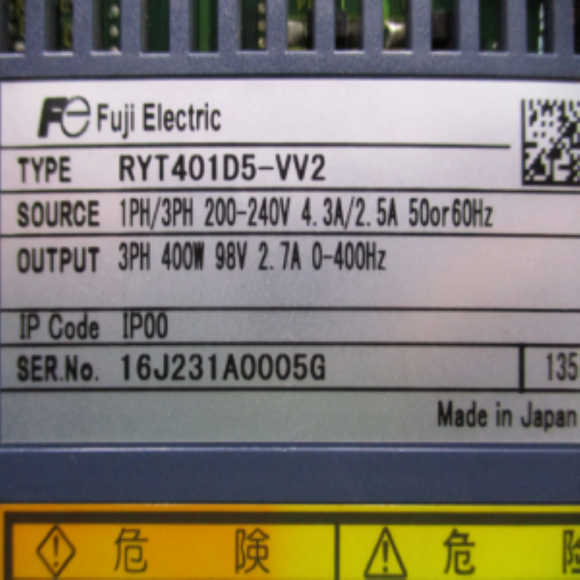 Fe Fuji Electric
TYPE RYT401D5-VV2
SOURCE 1PH/3PH 200-240V 4.3A/2.5A 50or60Hz
OUTPUT 3PH 400W 98V 2.7A 0-400Hz
IP Code IP00
SER.No. 16J231A0005G 135
Made in Japan
危 険 危 険